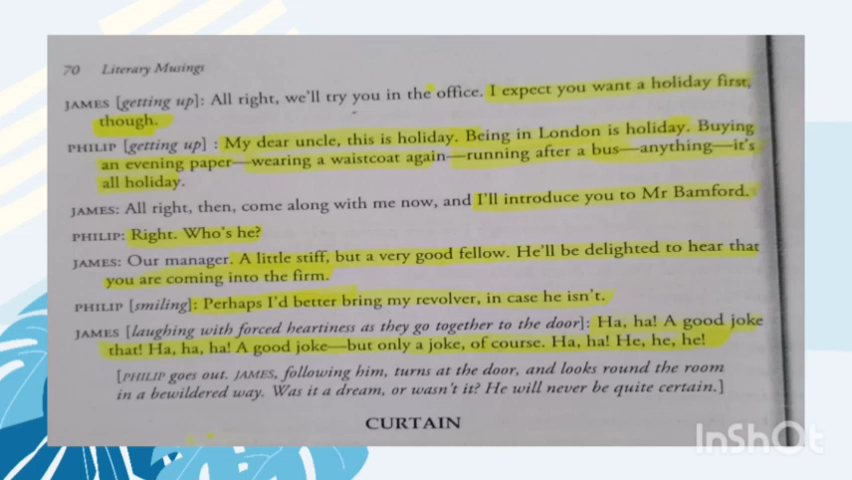 70 Literary Musings
JAMES [getting up]: All right, we'll try you in the office. I expect you want a holiday first,
though.
PHILIP [getting up] : My dear uncle, this is holiday. Being in London is holiday. Buying
an evening paper—wearing a waistcoat again—running after a bus—anything—it's
all holiday.
JAMES: All right, then, come along with me now, and I'll introduce you to Mr Bamford.
PHILIP: Right. Who's he?
JAMES: Our manager. A little stiff, but a very good fellow. He'll be delighted to hear that
you are coming into the firm.
PHILIP [smiling]: Perhaps I'd better bring my revolver, in case he isn't.
JAMES [laughing with forced heartiness as they go together to the door]: Ha, ha! A good joke
that! Ha, ha, ha! A good joke—but only a joke, of course. Ha, ha! He, he, he!
[PHILIP goes out. JAMES, following him, turns at the door, and looks round the room
in a bewildered way. Was it a dream, or wasn't it? He will never be quite certain.]
CURTAIN
InShOt